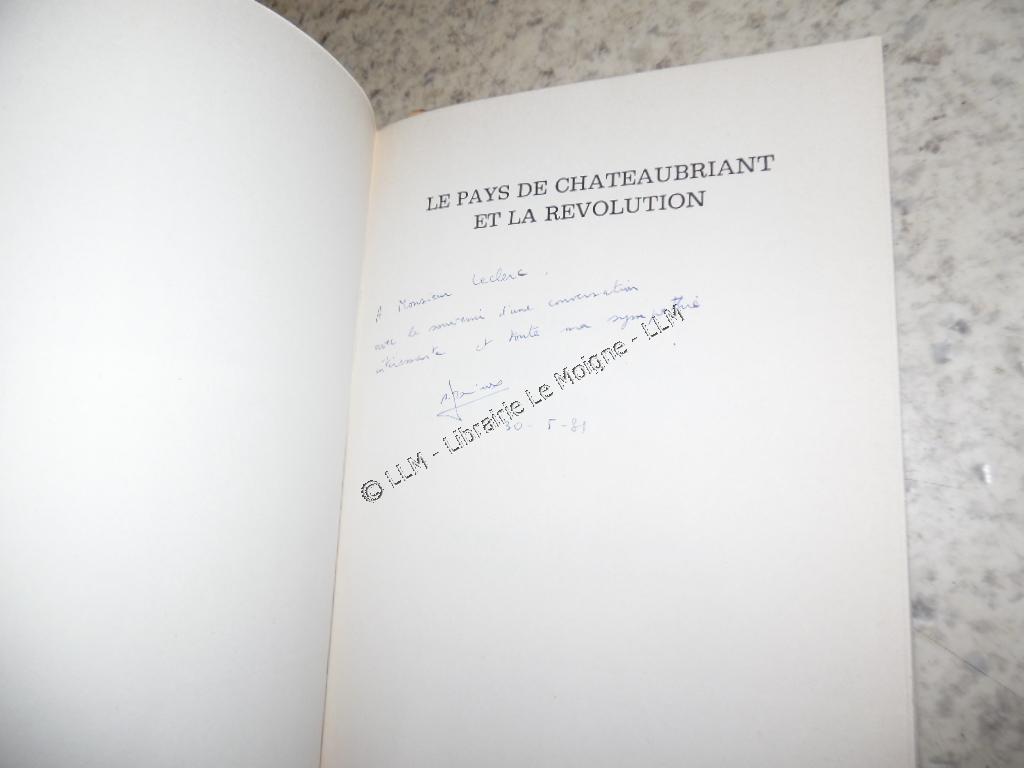 LE PAYS DE CHATEAUBRIANT
ET LA REVOLUTION
A Monsieur Leclerc.
avec le souvenir d'une conversation
intéressante et toute ma sympathie
30-5-81
© LLM - Librairie Le Moigne - LLM